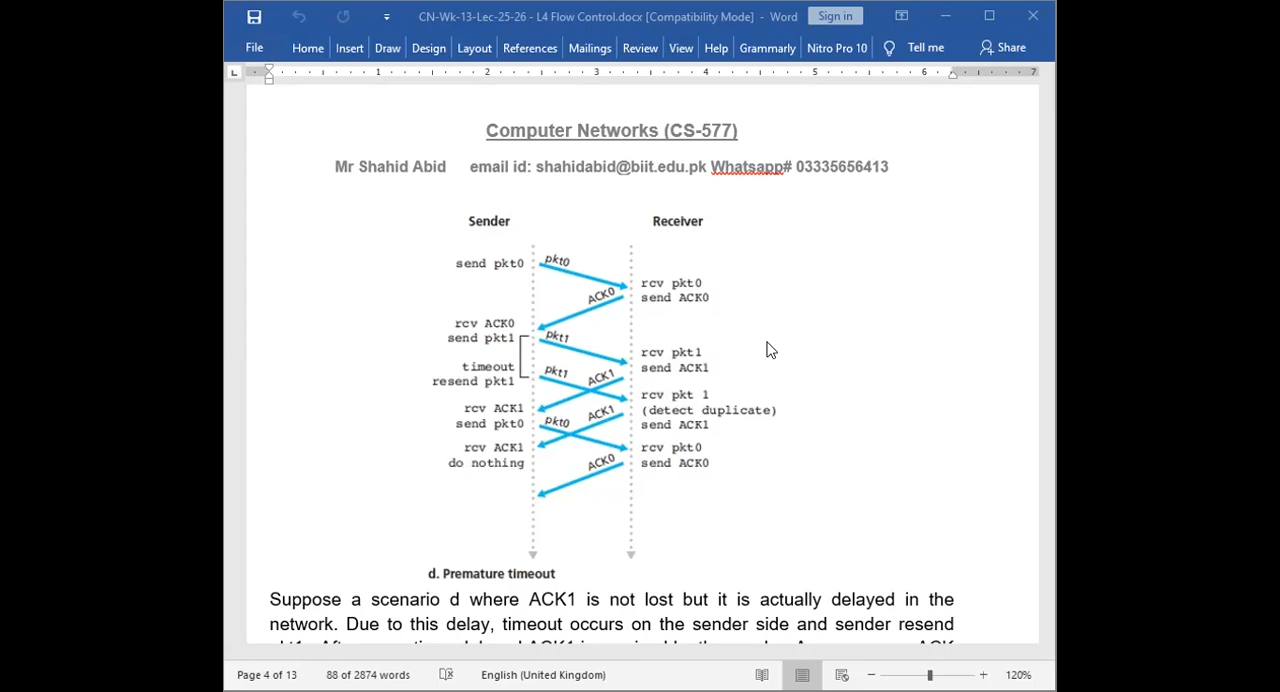 CN-Wk-13-Lec-25-26 - L4 Flow Control.docx [Compatibility Mode] - Word Sign in
File Home Insert Draw Design Layout References Mailings Review View Help Grammarly Nitro Pro 10 Tell me Share
1 2 3 4 5 6 7
Computer Networks (CS-577)
Mr Shahid Abid email id: shahidabid@biit.edu.pk Whatsapp# 03335656413
Sender Receiver
send pkt0 pkt0
rcv pkt0
ACK0 send ACK0
rcv ACK0
send pkt1 pkt1
rcv pkt1
timeout send ACK1
resend pkt1 pkt1 ACK1
rcv pkt 1
rcv ACK1 ACK1 (detect duplicate)
send pkt0 pkt0 send ACK1
rcv ACK1 rcv pkt0
do nothing ACK0 send ACK0
d. Premature timeout
Suppose a scenario d where ACK1 is not lost but it is actually delayed in the
network. Due to this delay, timeout occurs on the sender side and sender resend
Page 4 of 13 88 of 2874 words English (United Kingdom) 120%